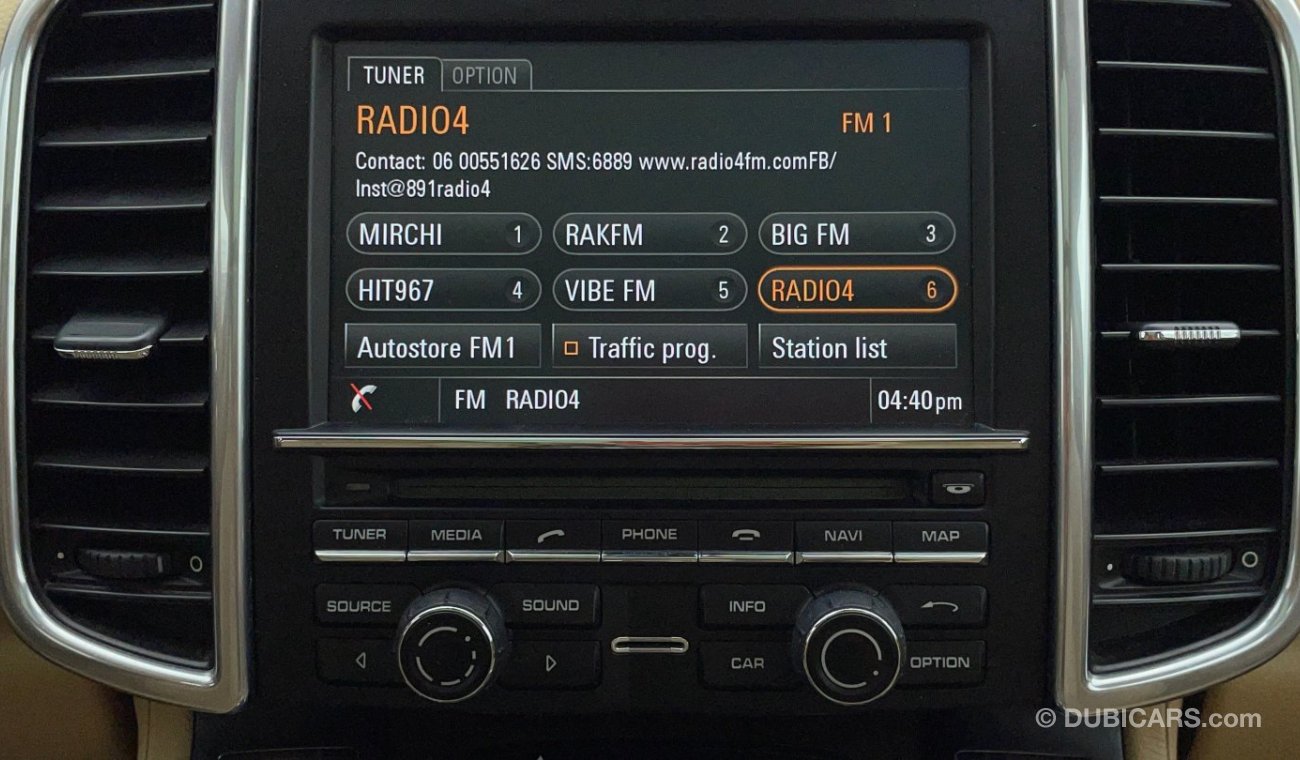 TUNER OPTION
RADIO4 FM 1
Contact: 06 00551626 SMS:6889 www.radio4fm.comFB/
Inst@891radio4
MIRCHI 1 RAKFM 2 BIG FM 3
HIT967 4 VIBE FM 5 RADIO4 6
Autostore FM1 Traffic prog. Station list
FM RADIO4 04:40pm
TUNER MEDIA PHONE NAVI MAP
SOURCE SOUND INFO
CAR OPTION
© DUBICARS.com